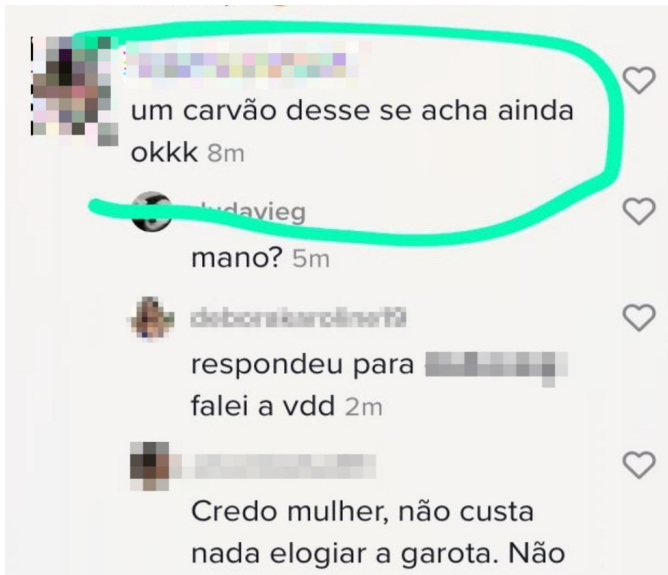 um carvão desse se acha ainda
okkk 8m
mano? 5m
respondeu para
falei a vdd 2m
Credo mulher, não custa
nada elogiar a garota. Não